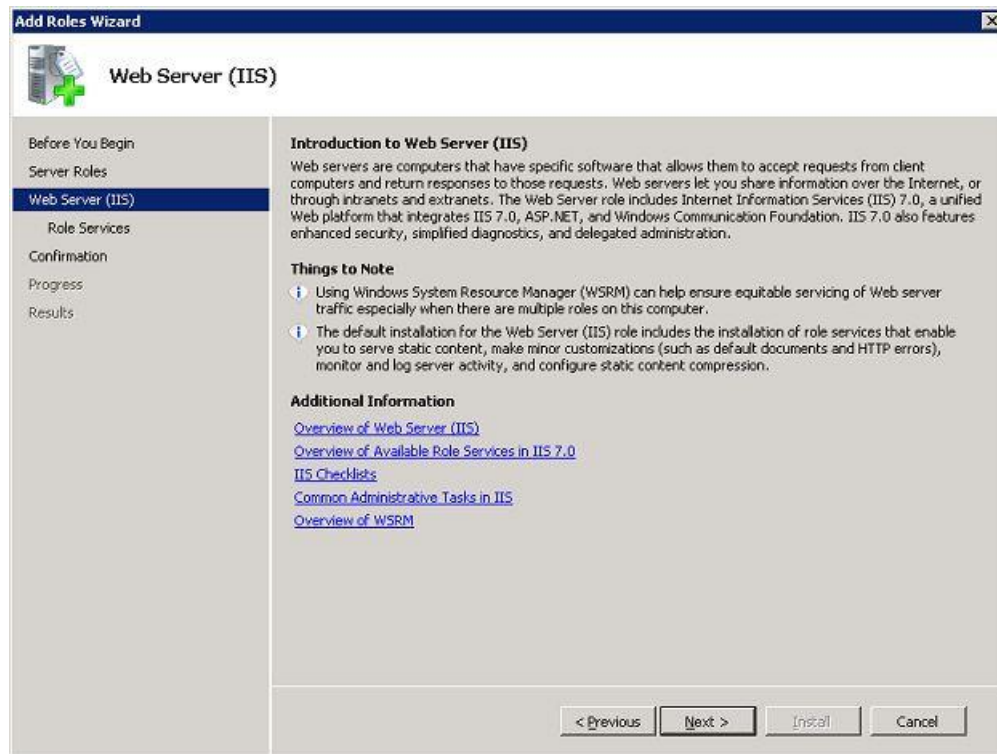 Add Roles Wizard
Web Server (IIS)
Before You Begin
Server Roles
Web Server (IIS)
Role Services
Confirmation
Progress
Results
Introduction to Web Server (IIS)
Web servers are computers that have specific software that allows them to accept requests from client
computers and return responses to those requests. Web servers let you share information over the Internet, or
through intranets and extranets. The Web Server role includes Internet Information Services (IIS) 7.0, a unified
Web platform that integrates IIS 7.0, ASP.NET, and Windows Communication Foundation. IIS 7.0 also features
enhanced security, simplified diagnostics, and delegated administration.
Things to Note
Using Windows System Resource Manager (WSRM) can help ensure equitable servicing of Web server
traffic especially when there are multiple roles on this computer.
The default installation for the Web Server (IIS) role includes the installation of role services that enable
you to serve static content, make minor customizations (such as default documents and HTTP errors),
monitor and log server activity, and configure static content compression.
Additional Information
Overview of Web Server (IIS)
Overview of Available Role Services in IIS 7.0
IIS Checklists
Common Administrative Tasks in IIS
Overview of WSRM
< Previous
Next >
Install
Cancel